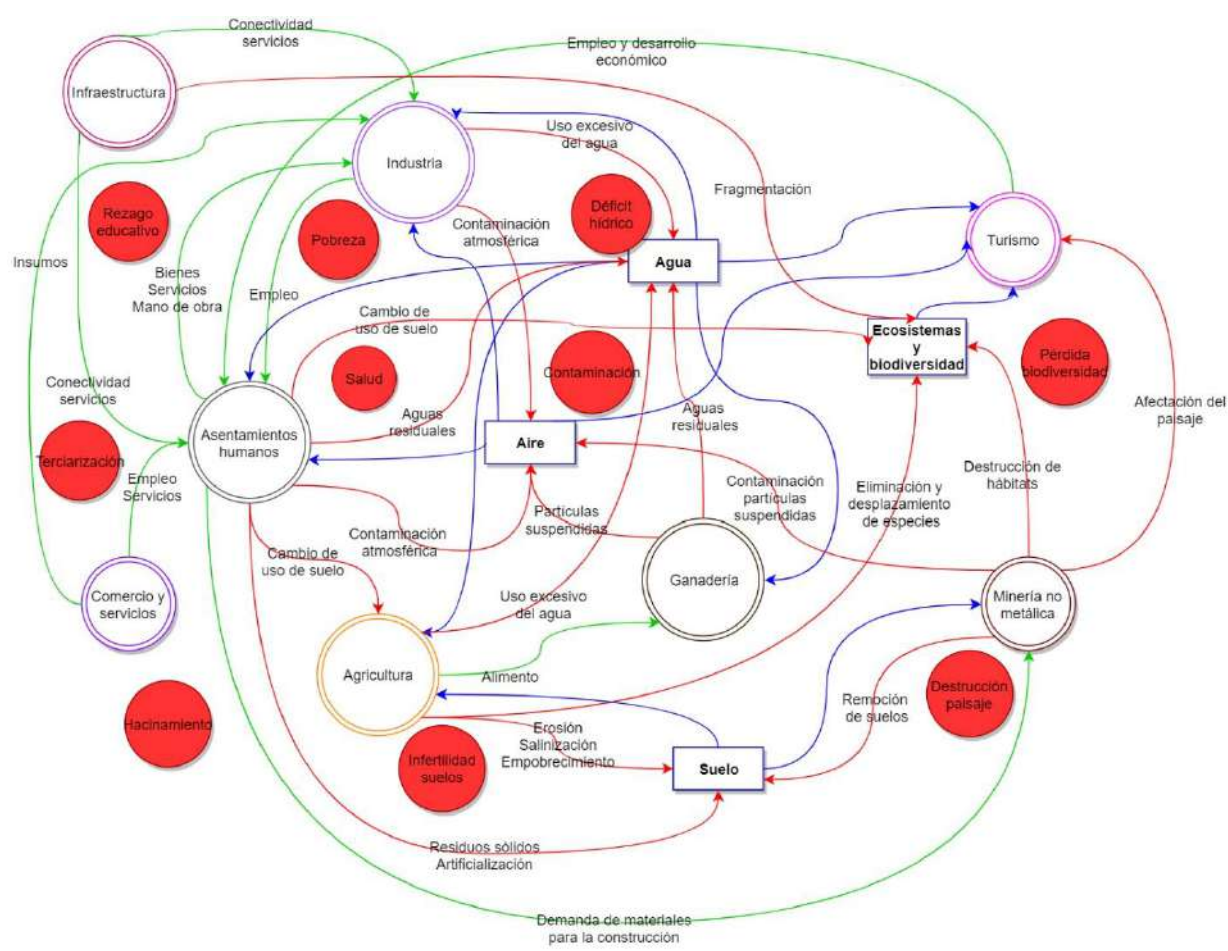 Conectividad
servicios
Infraestructura
Empleo y desarrollo
económico
Uso excesivo
del agua
Industria
Fragmentación
Rezago
educativo
Pobreza
Déficit
hídrico
Contaminación
atmosférica
Turismo
Insumos
Bienes
Servicios
Mano de obra
Empleo
Agua
Cambio de
uso de suelo
Ecosistemas
y
biodiversidad
Pérdida
biodiversidad
Salud
Contaminación
Conectividad
servicios
Aguas
residuales
Aguas
residuales
Afectación del
paisaje
Asentamientos
humanos
Aire
Terciarización
Empleo
Servicios
Destrucción de
hábitats
Contaminación
partículas
suspendidas
Eliminación y
desplazamiento
de especies
Contaminación
atmosférica
Partículas
suspendidas
Cambio de
uso de suelo
Ganadería
Comercio y
servicios
Uso excesivo
del agua
Minería no
metálica
Agricultura
Alimento
Remoción
de suelos
Destrucción
paisaje
Hacinamiento
Erosión
Salinización
Empobrecimiento
Infertilidad
suelos
Suelo
Residuos sòlidos
Artificialización
Demanda de materiales
para la construcción